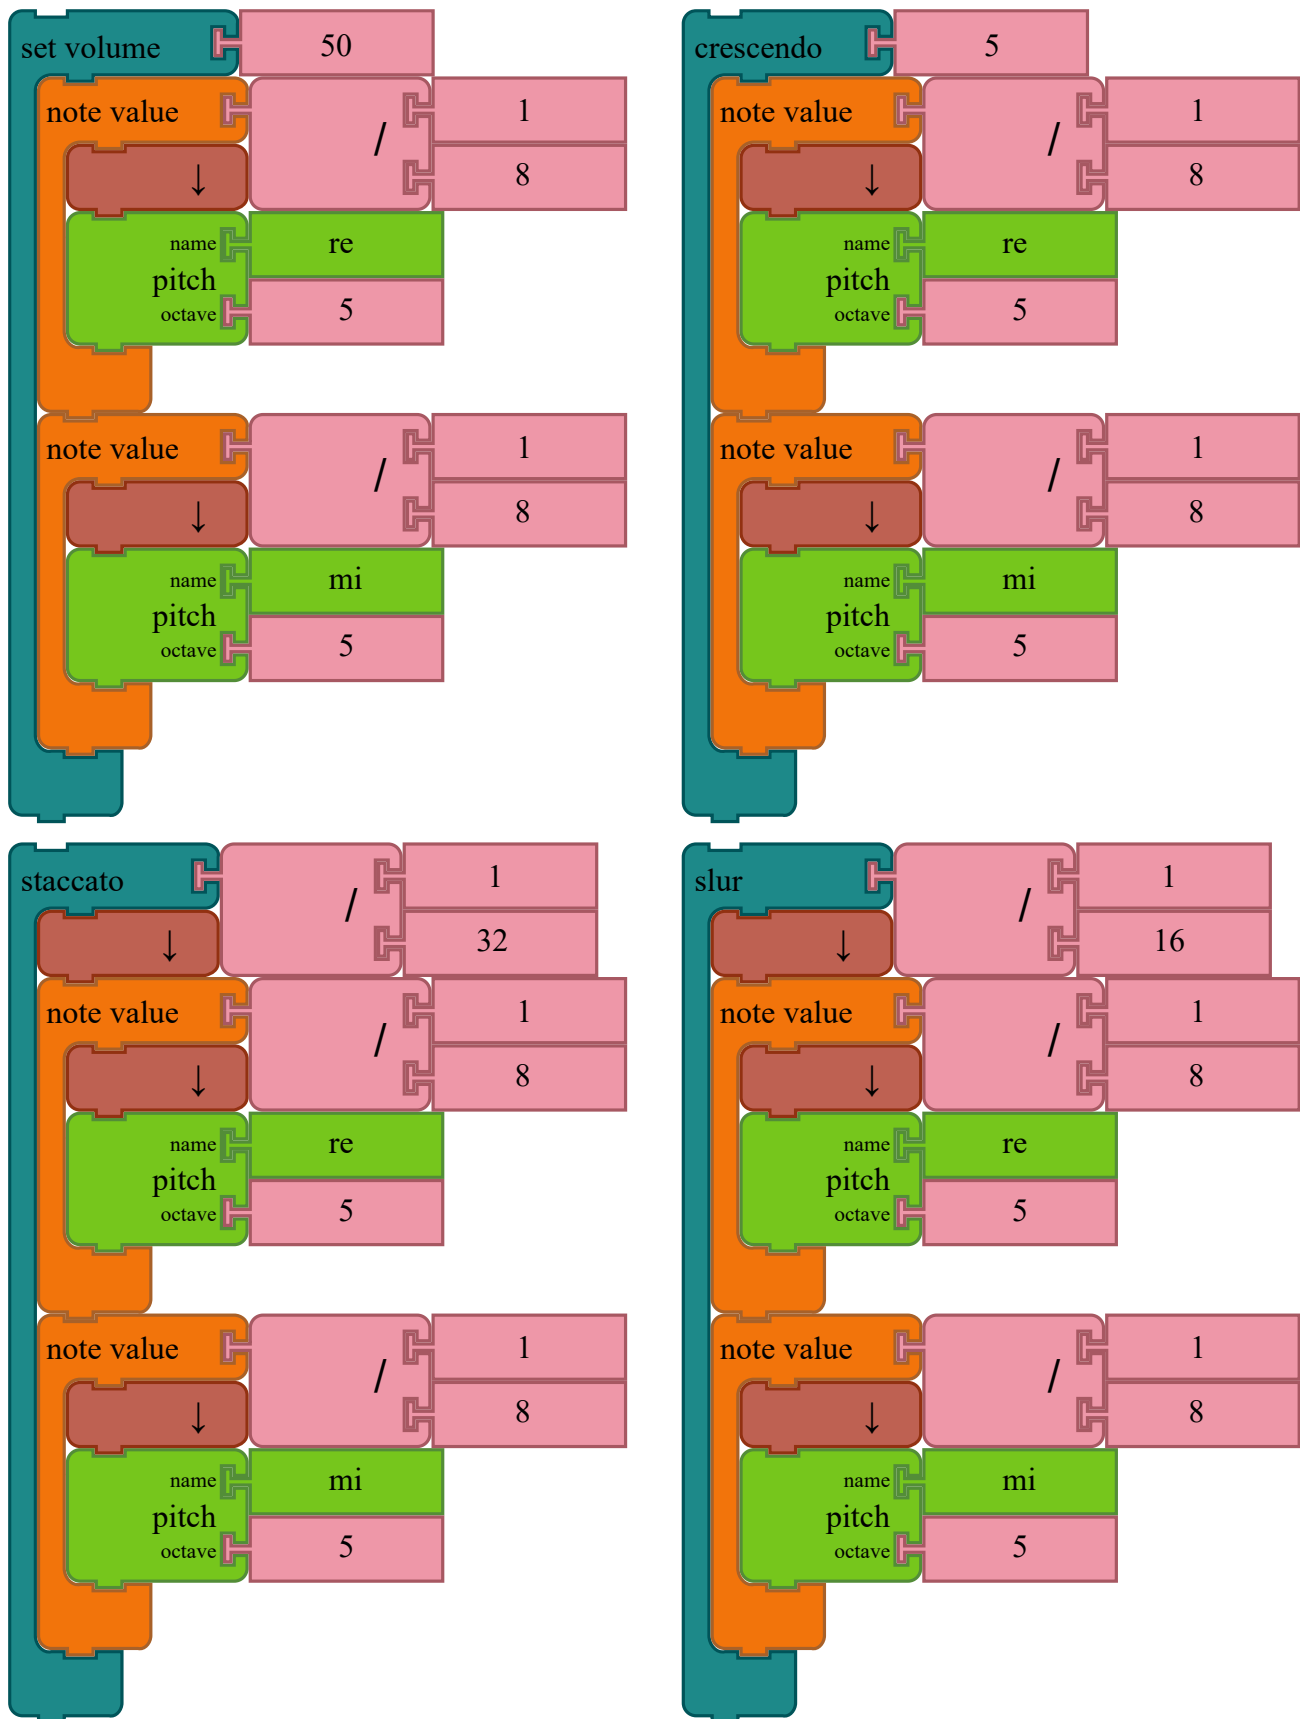 set volume 50
note value / 1
↓ 8
name re
pitch
octave 5
note value / 1
↓ 8
name mi
pitch
octave 5
crescendo 5
note value / 1
↓ 8
name re
pitch
octave 5
note value / 1
↓ 8
name mi
pitch
octave 5
staccato / 1
↓ 32
note value / 1
↓ 8
name re
pitch
octave 5
note value / 1
↓ 8
name mi
pitch
octave 5
slur / 1
↓ 16
note value / 1
↓ 8
name re
pitch
octave 5
note value / 1
↓ 8
name mi
pitch
octave 5